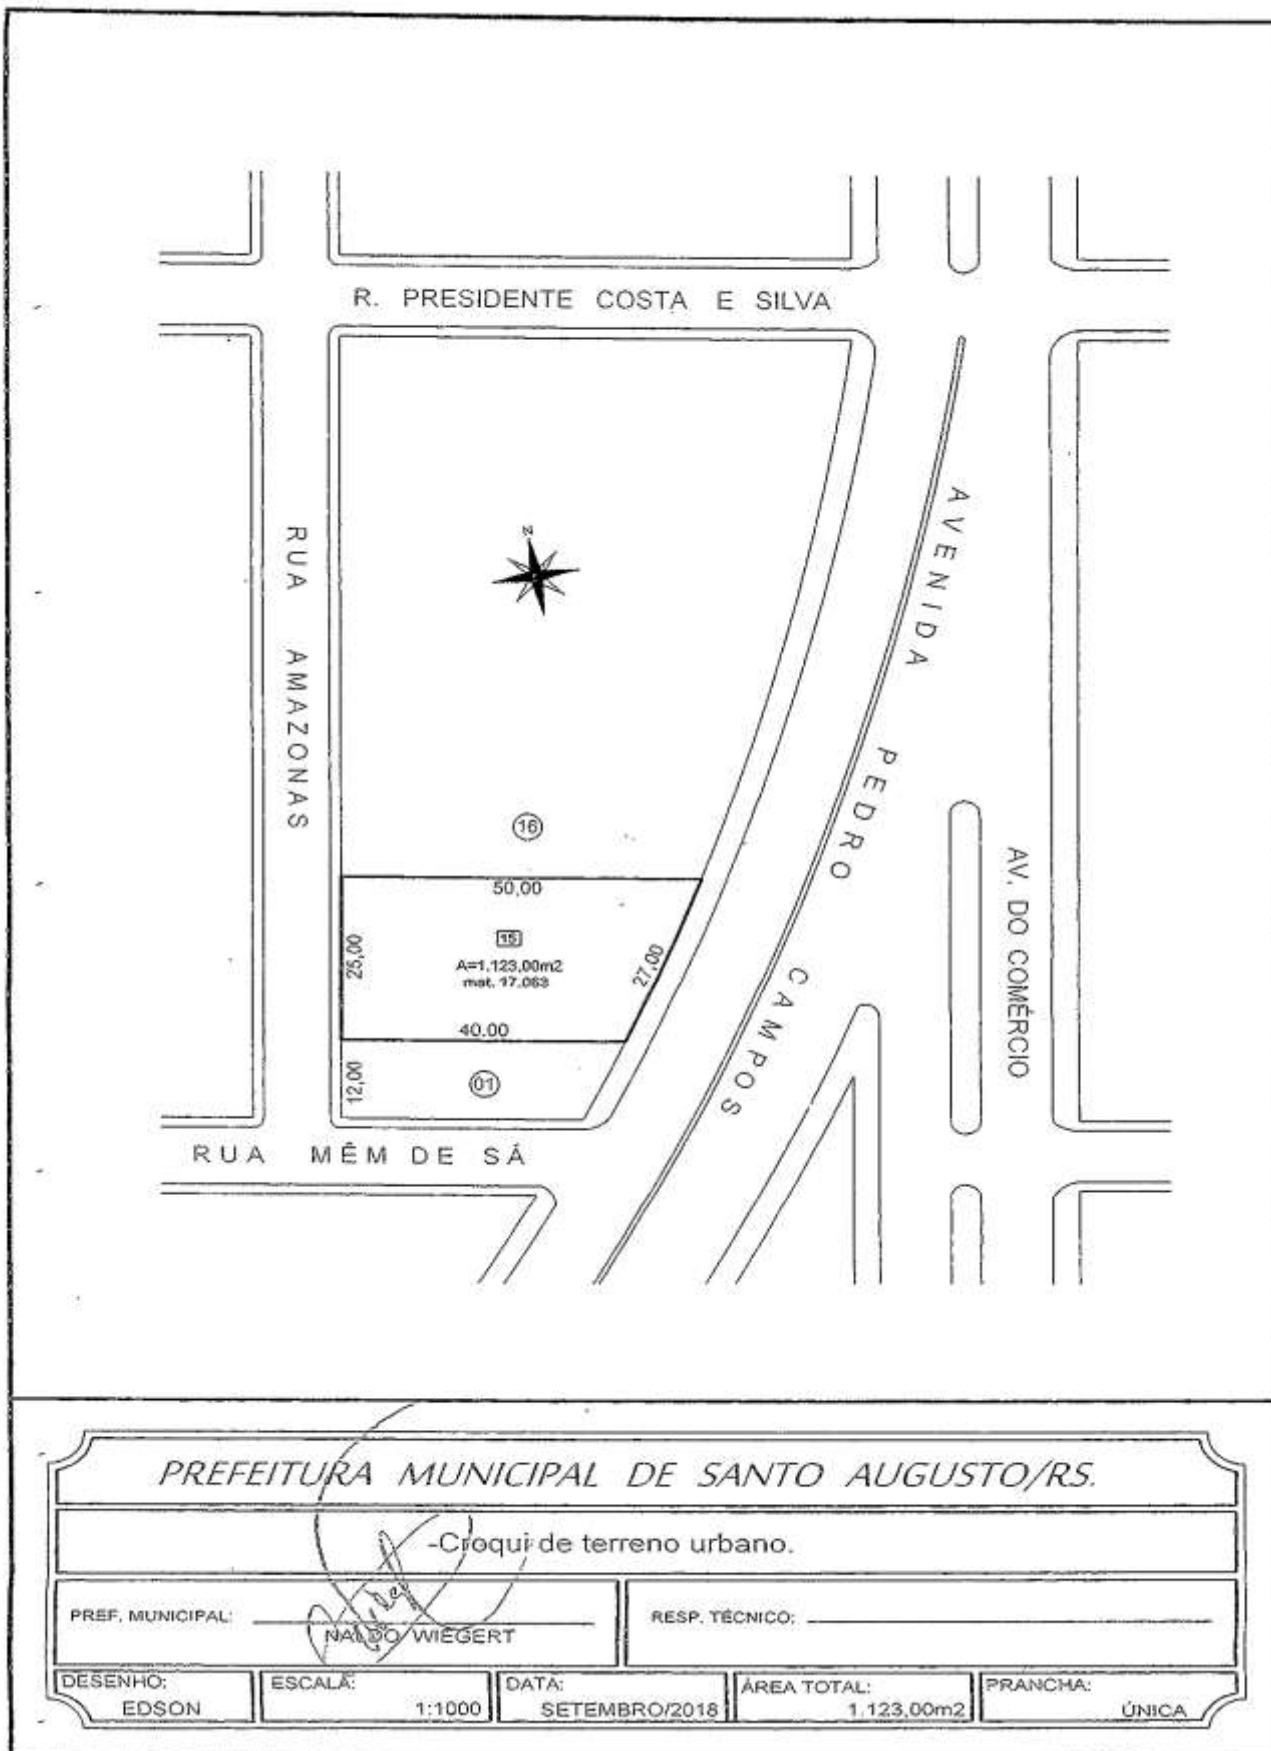 R. PRESIDENTE COSTA E SILVA
RUA AMAZONAS
N
AVENIDA PEDRO CAMPOS
16
50,00
25,00
15
A=1.123,00m2
mat. 17.063
27,00
40.00
12,00
01
AV. DO COMÉRCIO
RUA MÊM DE SÁ
PREFEITURA MUNICIPAL DE SANTO AUGUSTO/RS.
-Croqui de terreno urbano.
PREF. MUNICIPAL:
NALDO WIEGERT
RESP. TÉCNICO:
DESENHO:
EDSON
ESCALA:
1:1000
DATA:
SETEMBRO/2018
ÁREA TOTAL:
1.123,00m2
PRANCHA:
ÚNICA